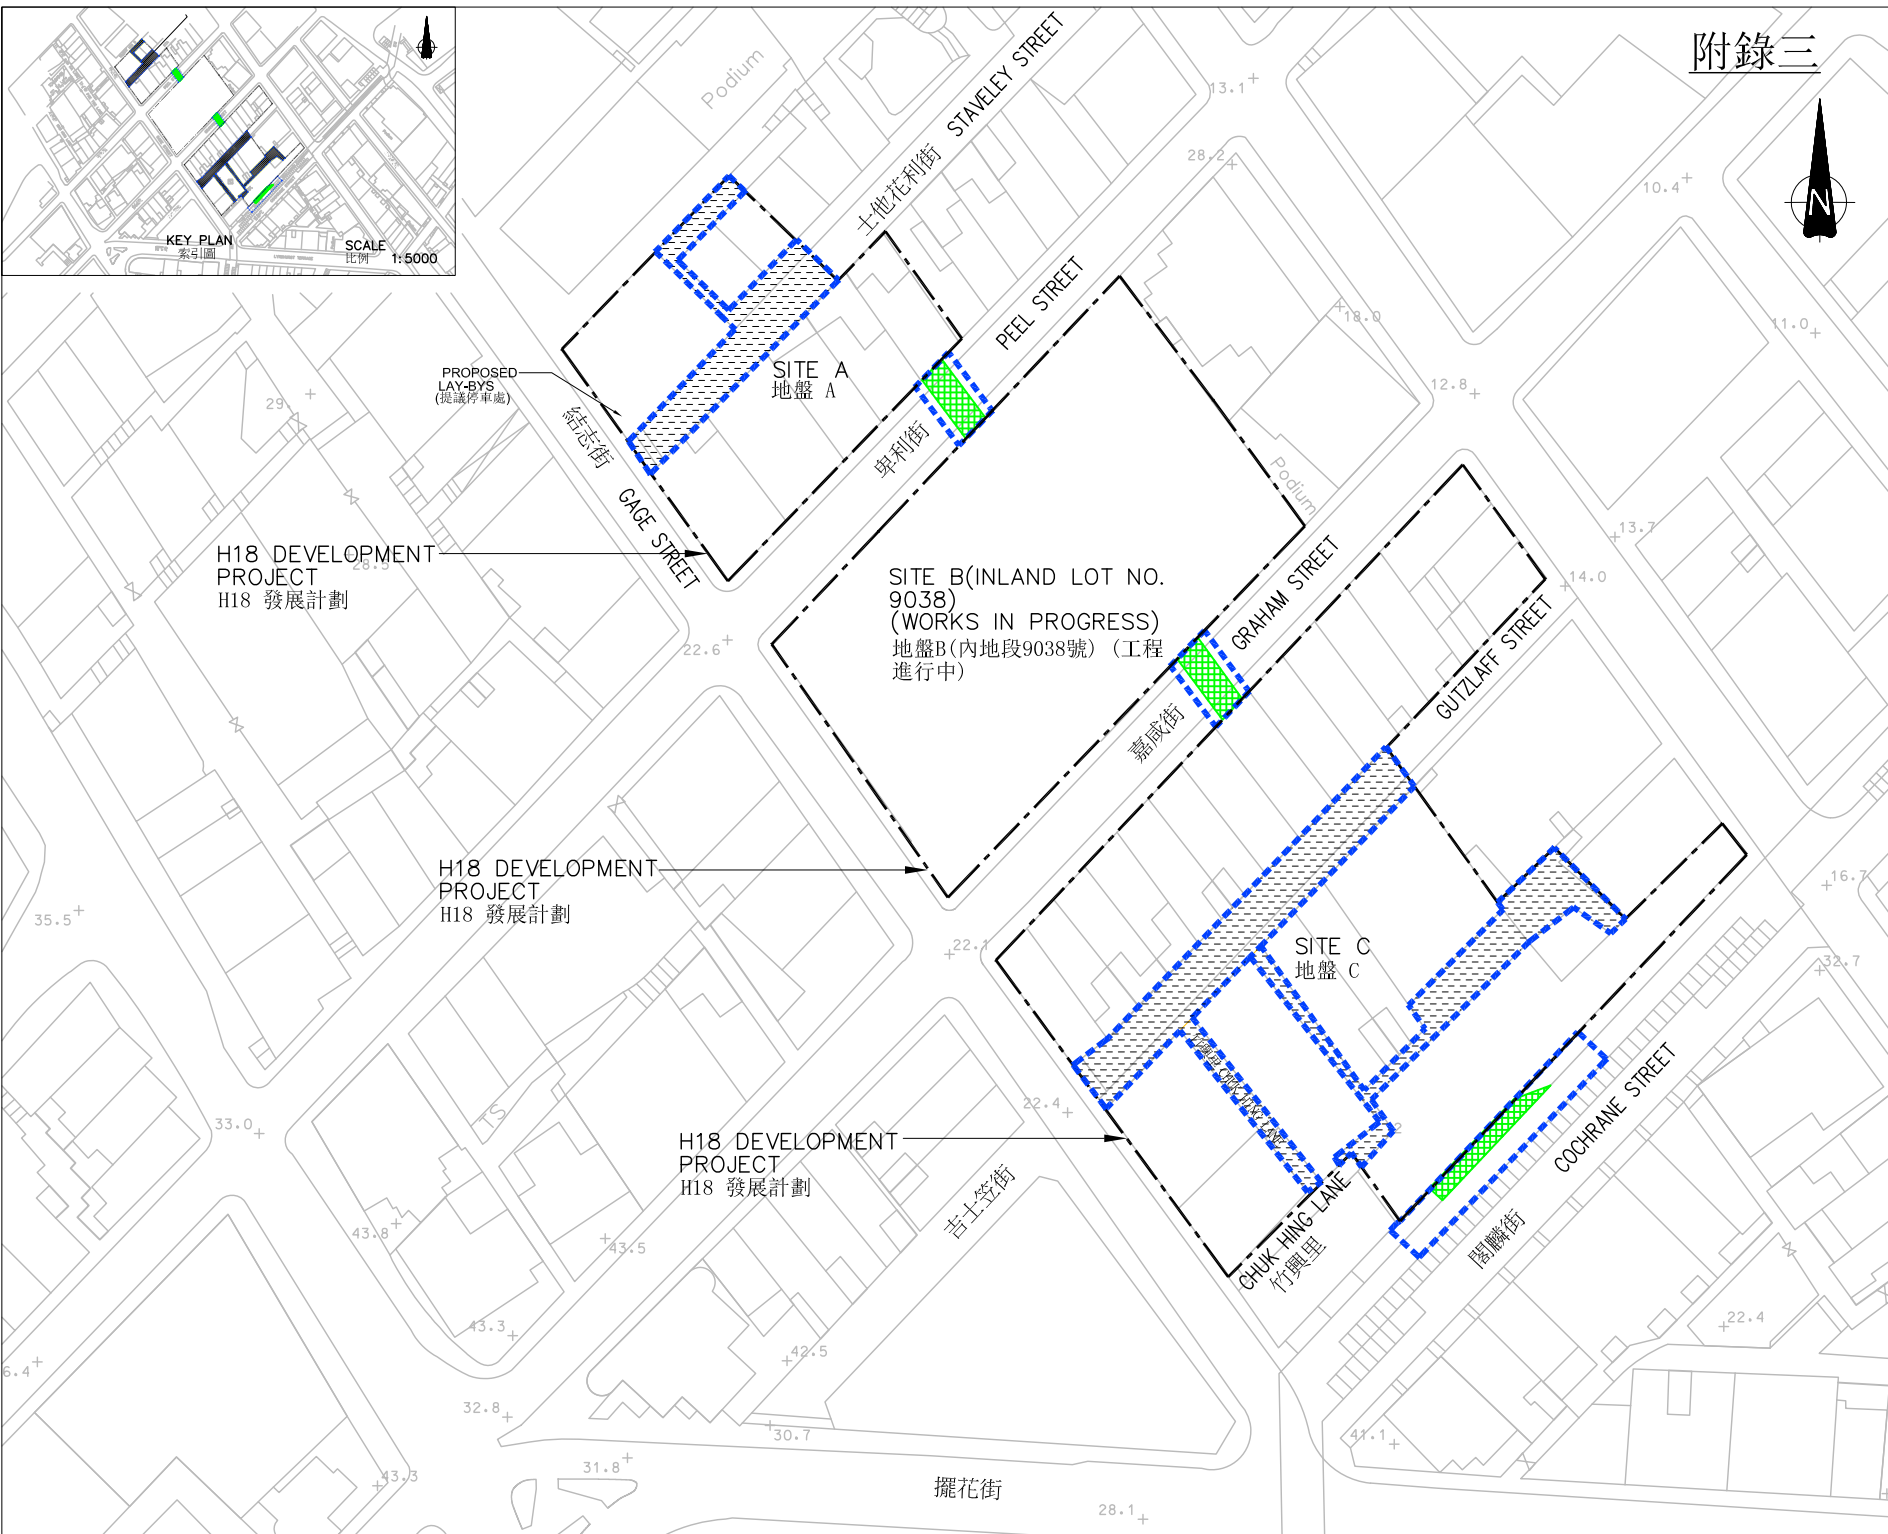 附錄三
KEY PLAN
索引圖
SCALE
比例 1:5000
N
Podium
13.1
28.2
10.4
STAVELEY STREET
士他花利街
PEEL STREET
卑利街
18.0
11.0
12.8
PROPOSED
LAY-BYS
(提議停車處)
SITE A
地盤 A
29.
結志街
GAGE STREET
Podium
13.7
14.0
H18 DEVELOPMENT
PROJECT
H18 發展計劃
28.5
22.6
SITE B(INLAND LOT NO.
9038)
(WORKS IN PROGRESS)
地盤B(內地段9038號) (工程
進行中)
GRAHAM STREET
嘉咸街
GUTZLAFF STREET
H18 DEVELOPMENT
PROJECT
H18 發展計劃
35.5
22.1
16.7
32.7
SITE C
地盤 C
竹興里 CHUK HING LANE
33.0
22.4
H18 DEVELOPMENT
PROJECT
H18 發展計劃
TS
COCHRANE STREET
閣麟街
吉士笠街
CHUK HING LANE
竹興里
43.8
43.5
43.3
22.4
6.4
42.5
32.8
30.7
41.1
31.8
43.3
擺花街
28.1